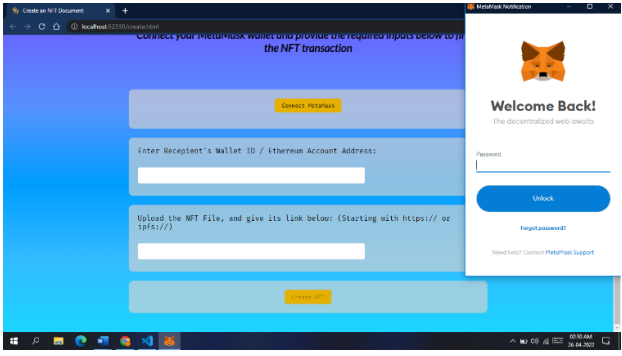 Create an NFT Document
MetaMask Notification
localhost:52330/create.html
Connect your MetaMask wallet and provide the required inputs below to
the NFT transaction
Connect MetaMask
Enter Recepient's Wallet ID / Ethereum Account Address:
Upload the NFT File, and give its link below: (Starting with https:// or
ipfs://)
Create NFT
Welcome Back!
The decentralized web awaits
Password
Unlock
Forgot password?
Need help? Contact MetaMask Support
02:30 AM
26-04-2022